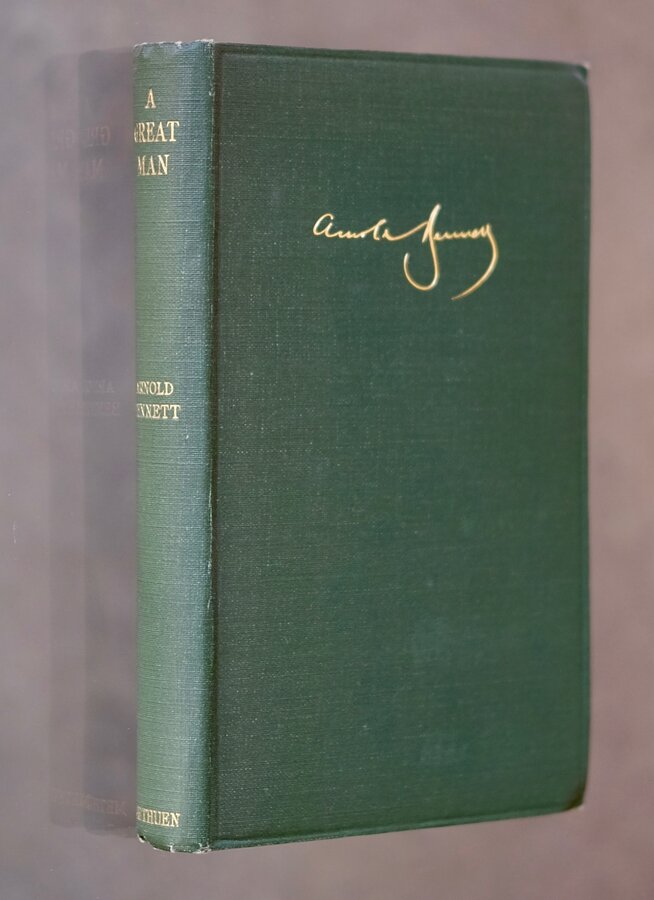 A
GREAT
MAN
ARNOLD
BENNETT
METHUEN
Arnold Bennett